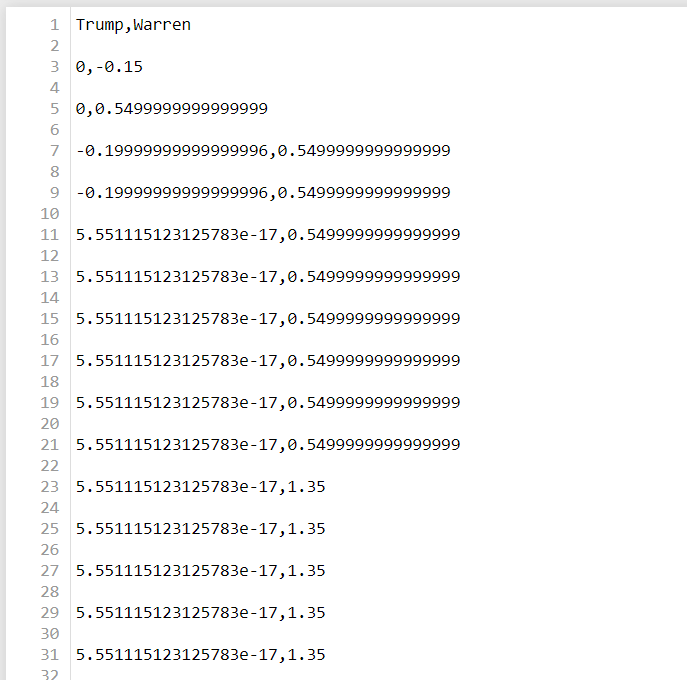 1 Trump,Warren
2
3 0,-0.15
4
5 0,0.5499999999999999
6
7 -0.19999999999999996,0.5499999999999999
8
9 -0.19999999999999996,0.5499999999999999
10
11 5.551115123125783e-17,0.5499999999999999
12
13 5.551115123125783e-17,0.5499999999999999
14
15 5.551115123125783e-17,0.5499999999999999
16
17 5.551115123125783e-17,0.5499999999999999
18
19 5.551115123125783e-17,0.5499999999999999
20
21 5.551115123125783e-17,0.5499999999999999
22
23 5.551115123125783e-17,1.35
24
25 5.551115123125783e-17,1.35
26
27 5.551115123125783e-17,1.35
28
29 5.551115123125783e-17,1.35
30
31 5.551115123125783e-17,1.35
32